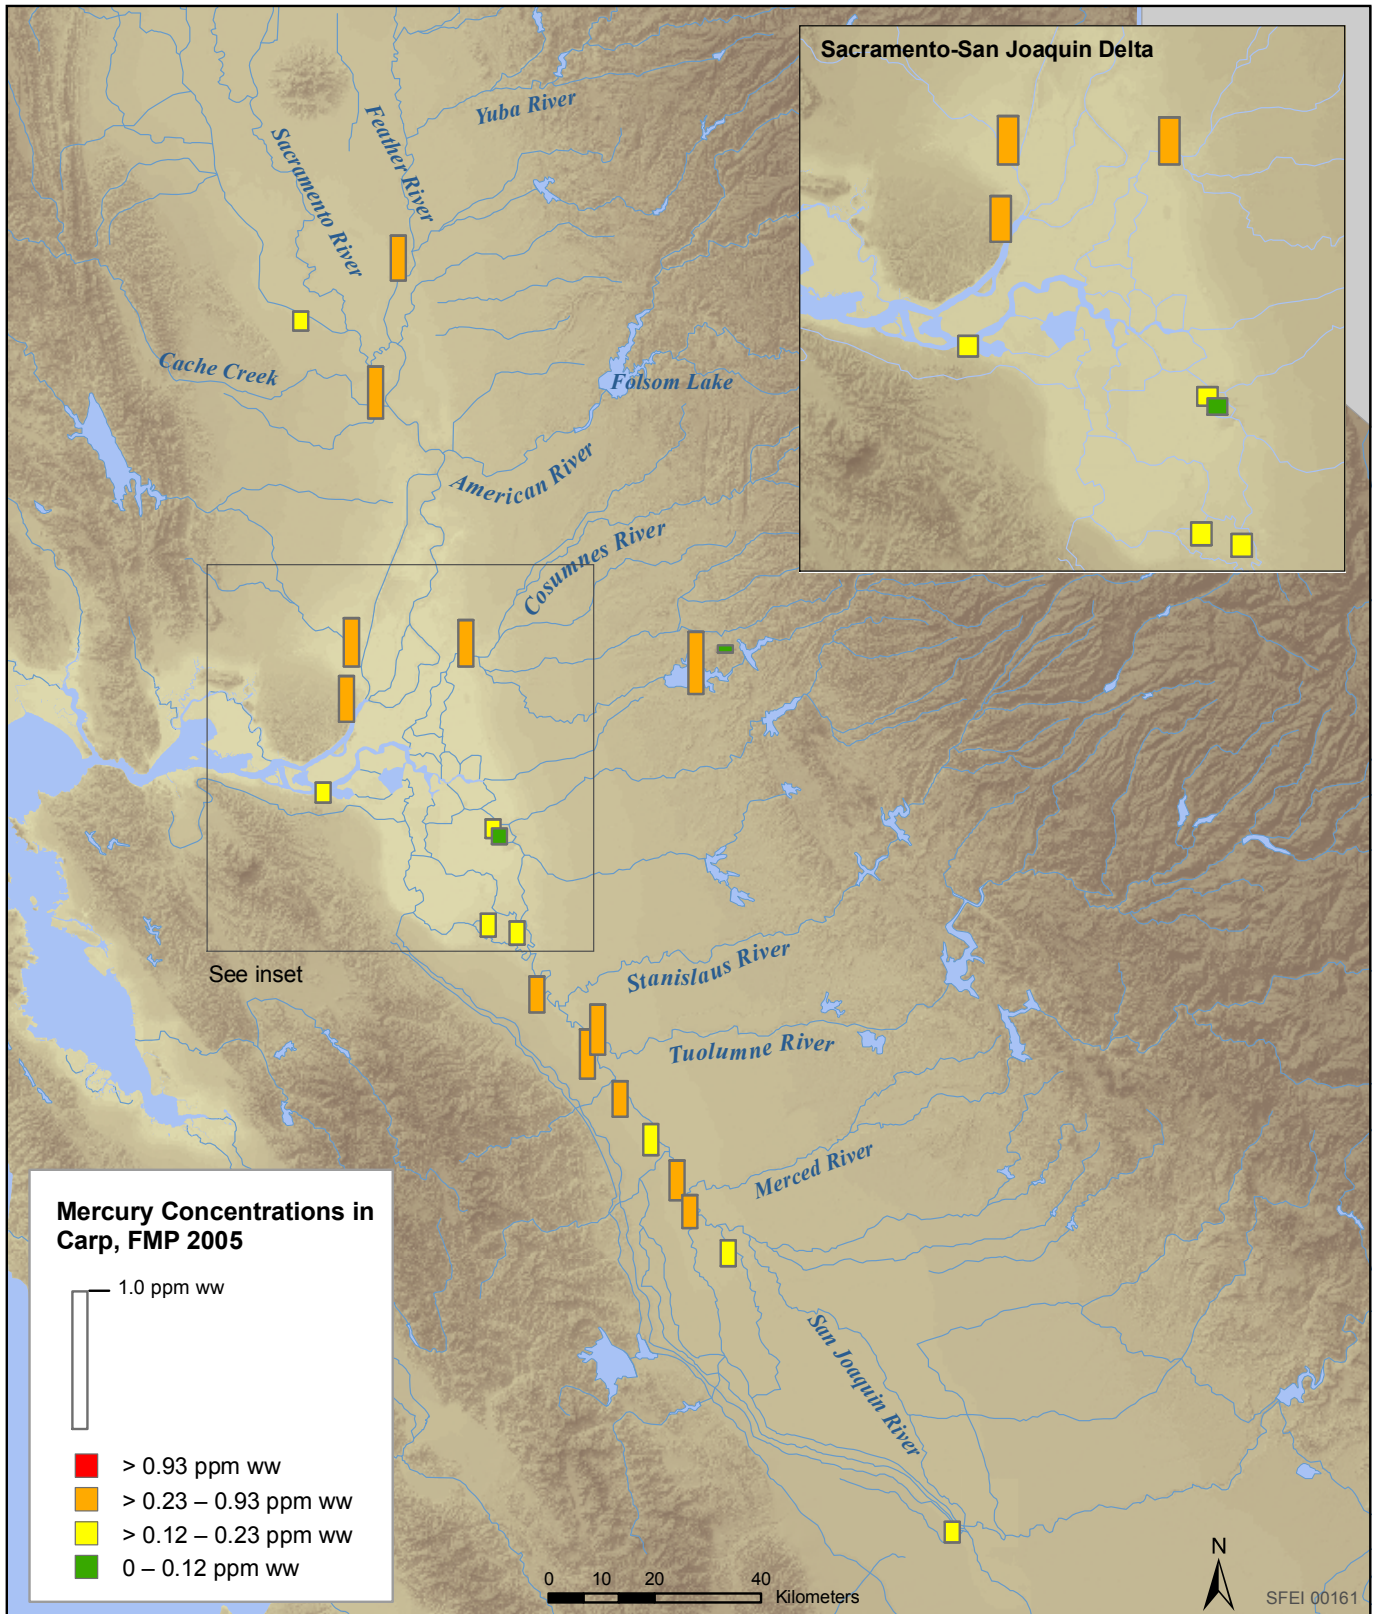 Sacramento-San Joaquin Delta
Yuba River
Feather River
Sacramento River
Cache Creek
Folsom Lake
American River
Cosumnes River
See inset
Stanislaus River
Tuolumne River
Merced River
San Joaquin River
Mercury Concentrations in
Carp, FMP 2005
1.0 ppm ww
> 0.93 ppm ww
> 0.23 – 0.93 ppm ww
> 0.12 – 0.23 ppm ww
0 – 0.12 ppm ww
0 10 20 40
Kilometers
N
SFEI 00161